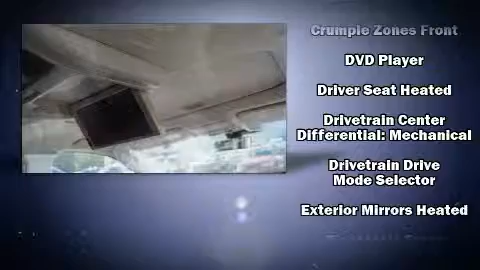 Crumple Zones Front
DVD Player
Driver Seat Heated
Drivetrain Center
Differential: Mechanical
Drivetrain Drive
Mode Selector
Exterior Mirrors Heated